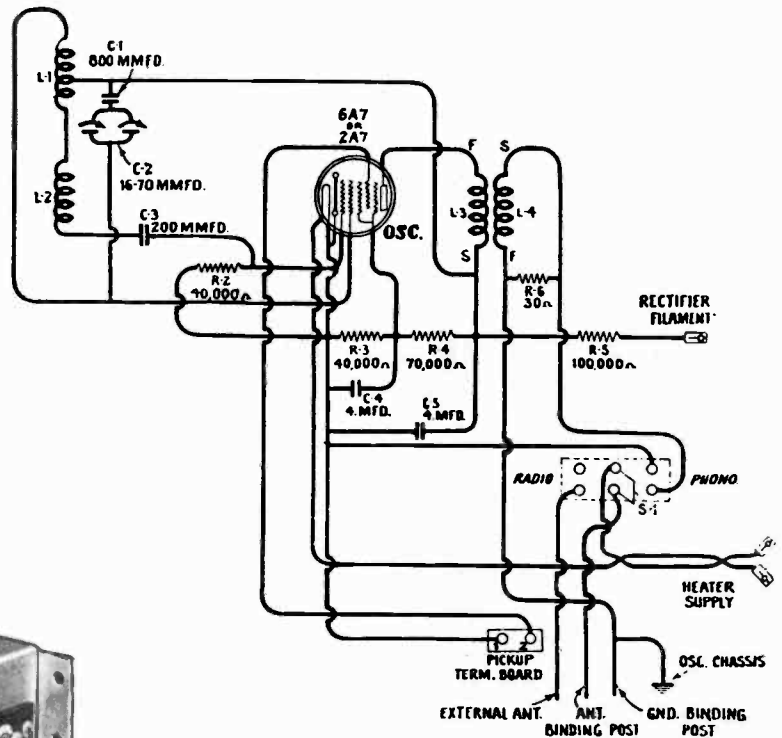 C-1
800 MMFD.
L-1
C-2
16-70 MMFD.
L-2
C-3
200 MMFD.
6A7
OR
2A7
OSC.
F
S
L-3
L-4
S
F
R-2
40,000Ω
R-6
30Ω
RECTIFIER
FILAMENT
R-3
40,000Ω
R-4
70,000Ω
R-5
100,000Ω
C-4
4. MFD.
C-5
4. MFD.
RADIO
PHONO.
S-1
HEATER
SUPPLY
1 2
PICKUP
TERM. BOARD
OSC. CHASSIS
EXTERNAL ANT.
ANT.
BINDING POST
GND. BINDING
POST